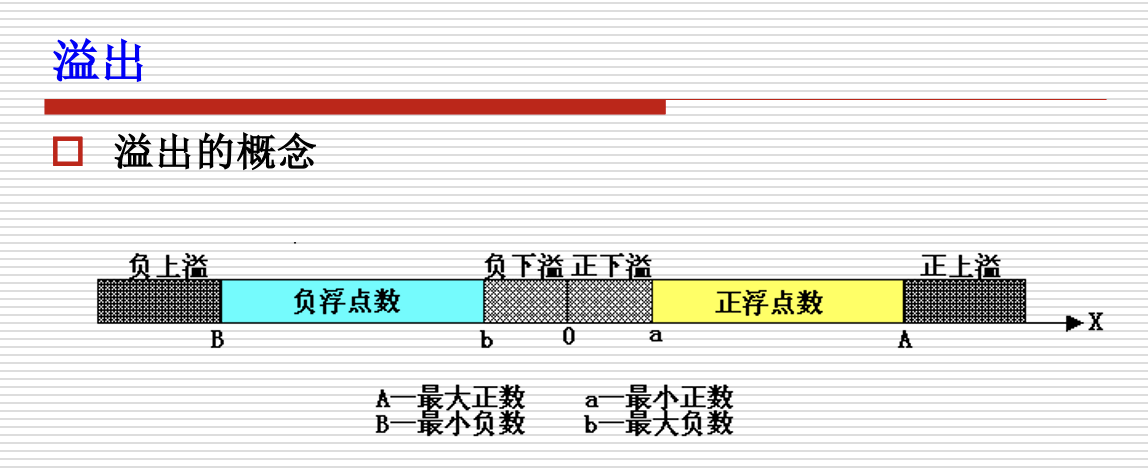 溢出
溢出的概念
负上溢 负下溢 正下溢 正上溢
负浮点数 正浮点数
X
B b 0 a A
A—最大正数 a—最小正数
B—最小负数 b—最大负数